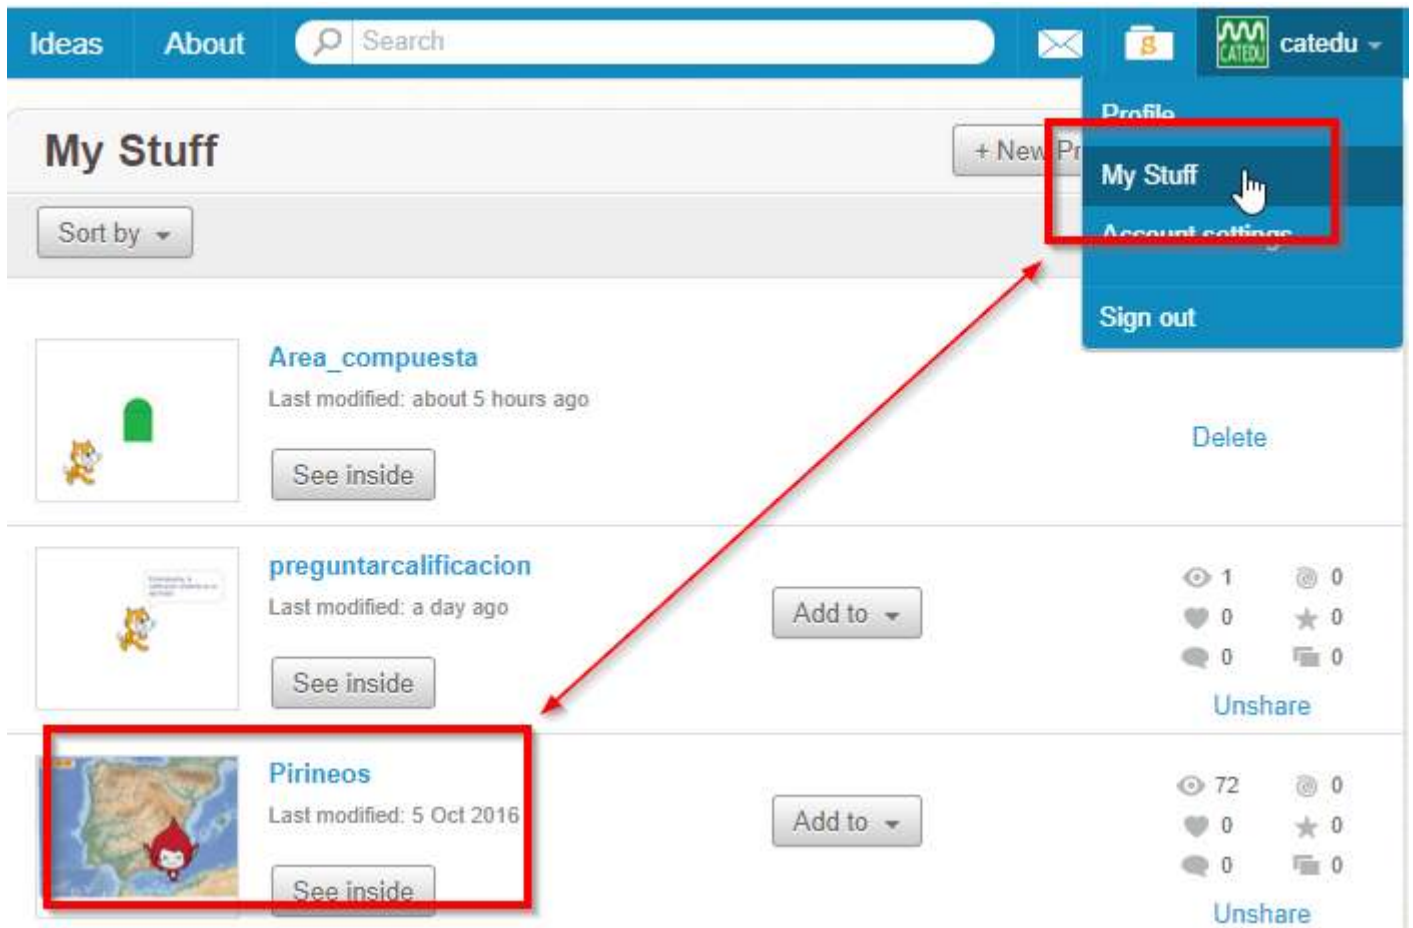 Ideas About Search CATEDU catedu
Profile
My Stuff + New Pr My Stuff
Sort by Account settings
Sign out
Area_compuesta
Last modified: about 5 hours ago
Delete
See inside
preguntarcalificacion
1 0
Last modified: a day ago Add to 0 0
0 0
See inside
Unshare
Pirineos
72 0
Last modified: 5 Oct 2016 Add to 0 0
0 0
See inside
Unshare